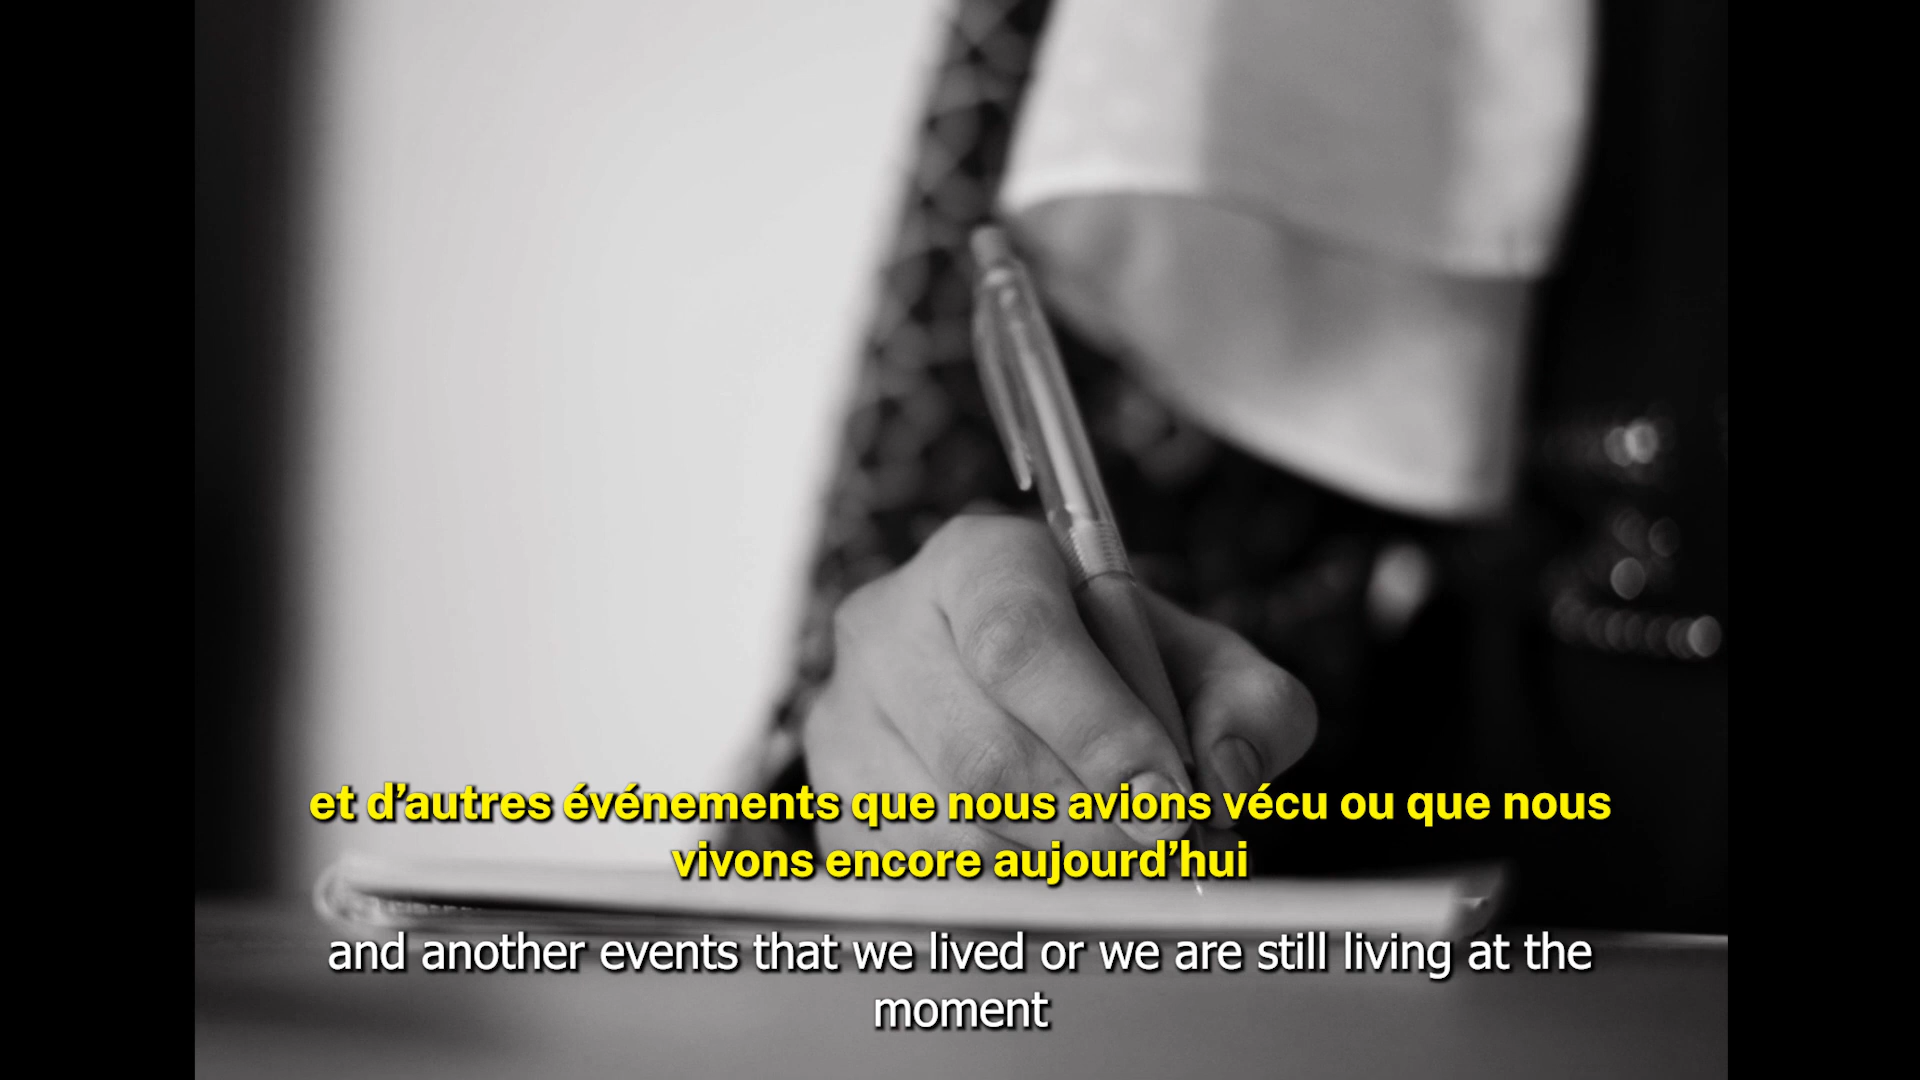 et d’autres événements que nous avions vécu ou que nous
vivons encore aujourd’hui
and another events that we lived or we are still living at the
moment